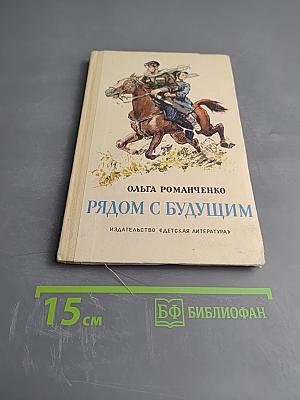 ОЛЬГА РОМАНЧЕНКО
РЯДОМ С БУДУЩИМ
ИЗДАТЕЛЬСТВО «ДЕТСКАЯ ЛИТЕРАТУРА»
15 см
БФ БИБЛИОФАН